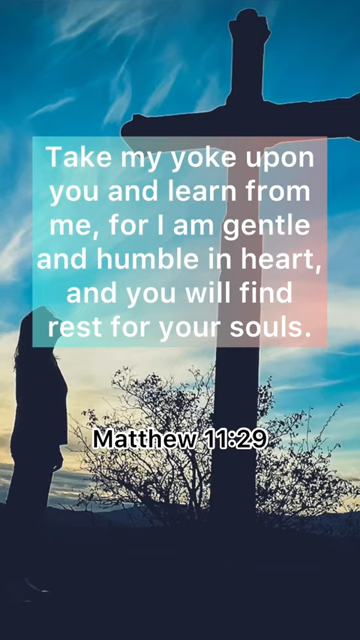 Take my yoke upon
you and learn from
me, for I am gentle
and humble in heart,
and you will find
rest for your souls.
Matthew 11:29